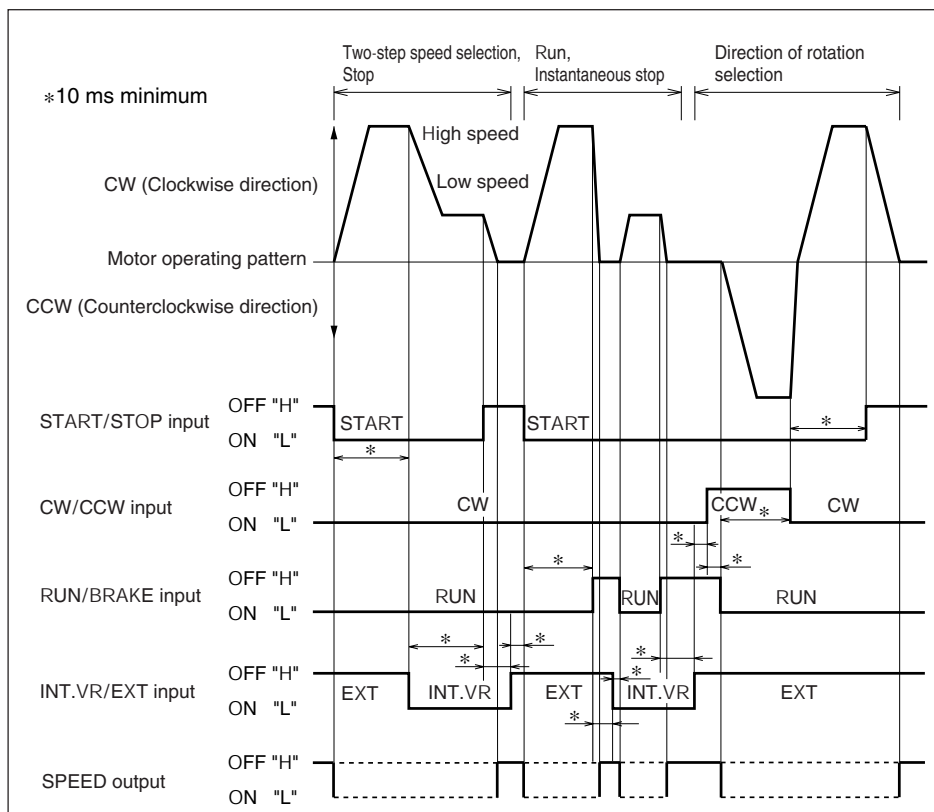 Two-step speed selection,
Stop
Run,
Instantaneous stop
Direction of rotation
selection
*10 ms minimum
High speed
CW (Clockwise direction)
Low speed
Motor operating pattern
CCW (Counterclockwise direction)
OFF "H"
START/STOP input
START
START
ON "L"
*
*
OFF "H"
CW/CCW input
CW
CCW
*
CW
ON "L"
*
*
*
OFF "H"
RUN/BRAKE input
RUN
RUN
RUN
ON "L"
*
*
*
*
OFF "H"
INT.VR/EXT input
EXT
INT.VR
EXT
*
INT.VR
EXT
ON "L"
*
OFF "H"
SPEED output
ON "L"